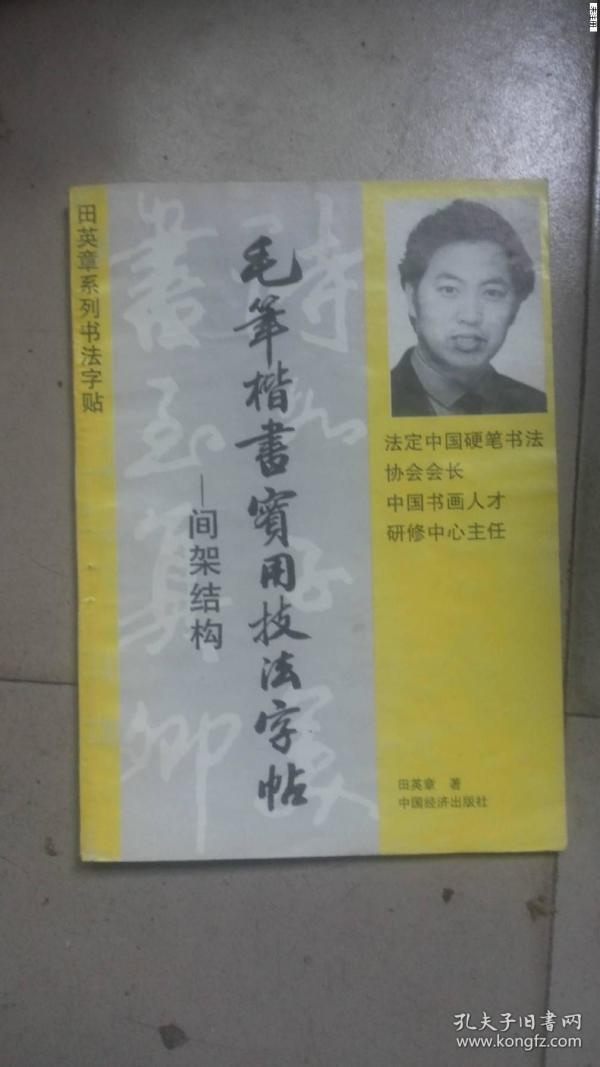 田英章系列书法字贴
毛筆楷書實用技法字帖
—间架结构
法定中国硬笔书法
协会会长
中国书画人才
研修中心主任
田英章 著
中国经济出版社
孔夫子旧書网
www.kongfz.com